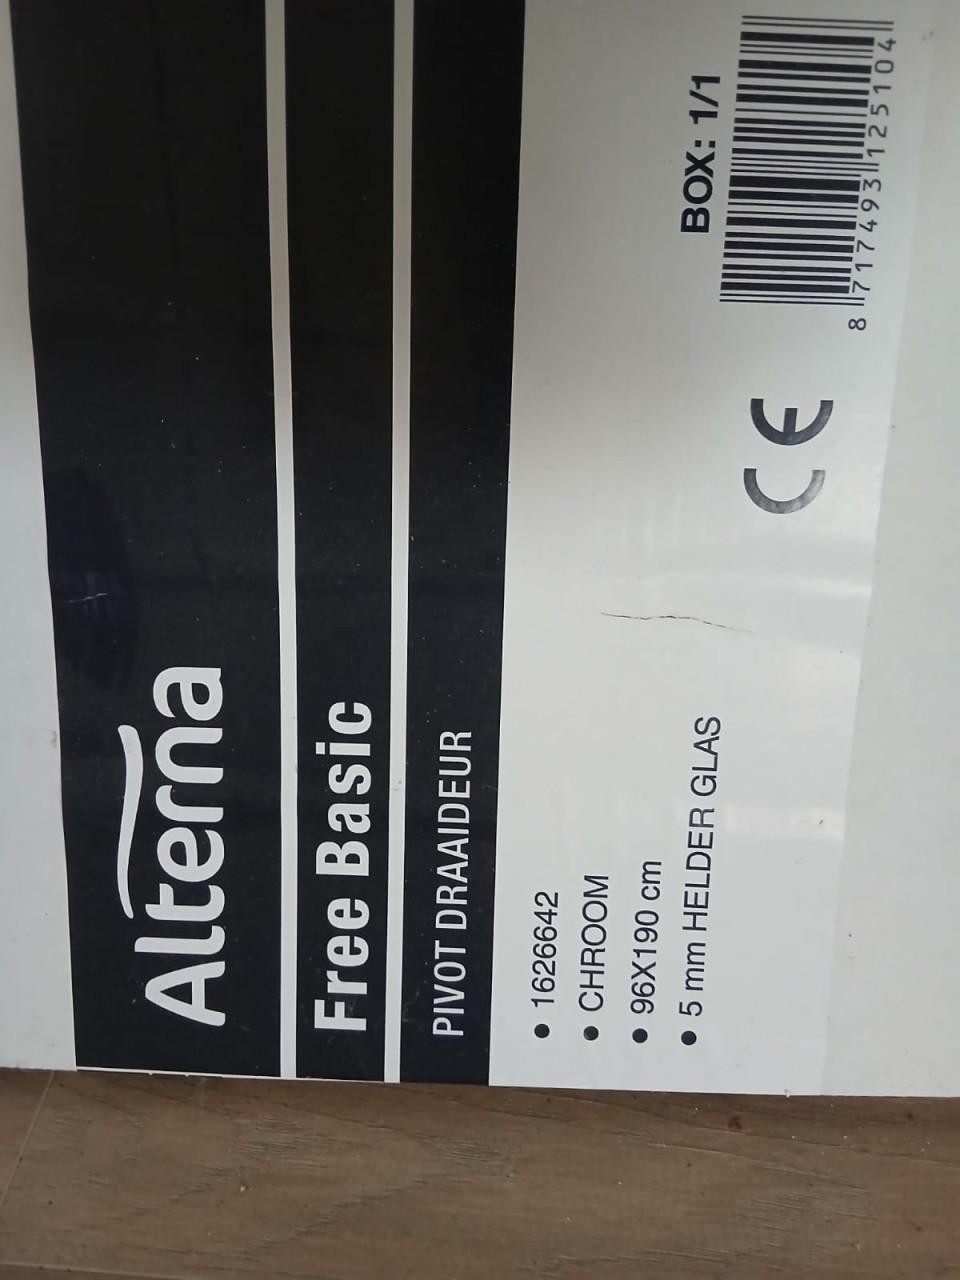 Alterna
Free Basic
PIVOT DRAAIDEUR
• 1626642
• CHROOM
• 96X190 cm
• 5 mm HELDER GLAS
CE
BOX: 1/1
8 717493 125104